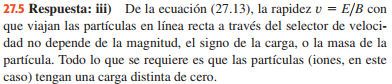 27.5 Respuesta: iii) De la ecuación (27.13), la rapidez v = E/B con
que viajan las partículas en línea recta a través del selector de veloci-
dad no depende de la magnitud, el signo de la carga, o la masa de la
partícula. Todo lo que se requiere es que las partículas (iones, en este
caso) tengan una carga distinta de cero.